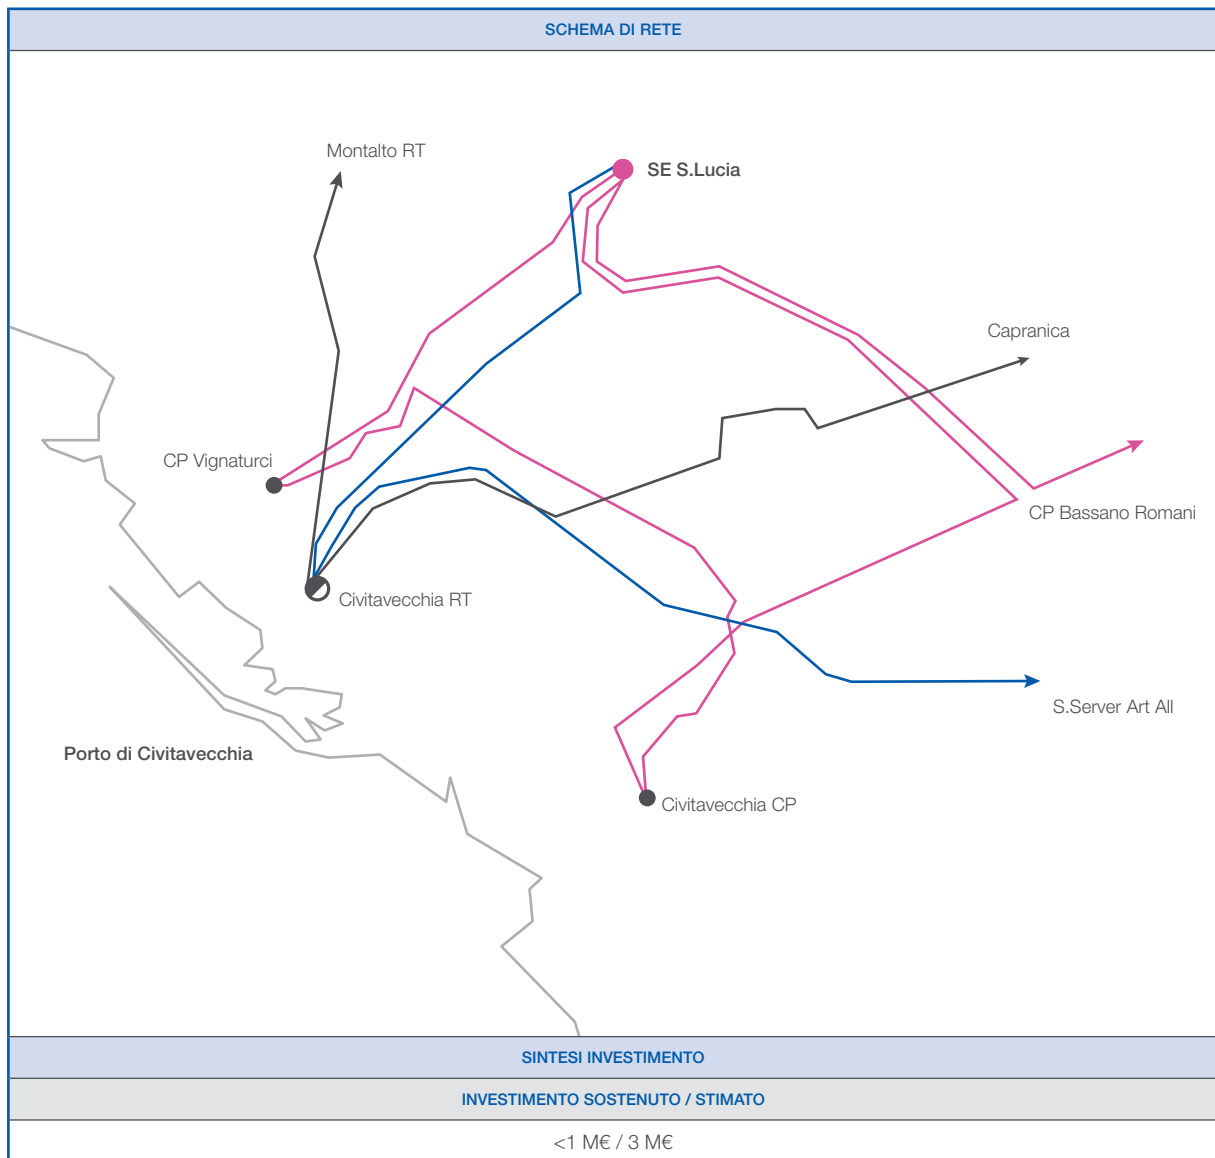 SCHEMA DI RETE
Montalto RT
SE S.Lucia
Capranica
CP Vignaturci
CP Bassano Romani
Civitavecchia RT
S.Server Art All
Porto di Civitavecchia
Civitavecchia CP
SINTESI INVESTIMENTO
INVESTIMENTO SOSTENUTO / STIMATO
<1 M€ / 3 M€